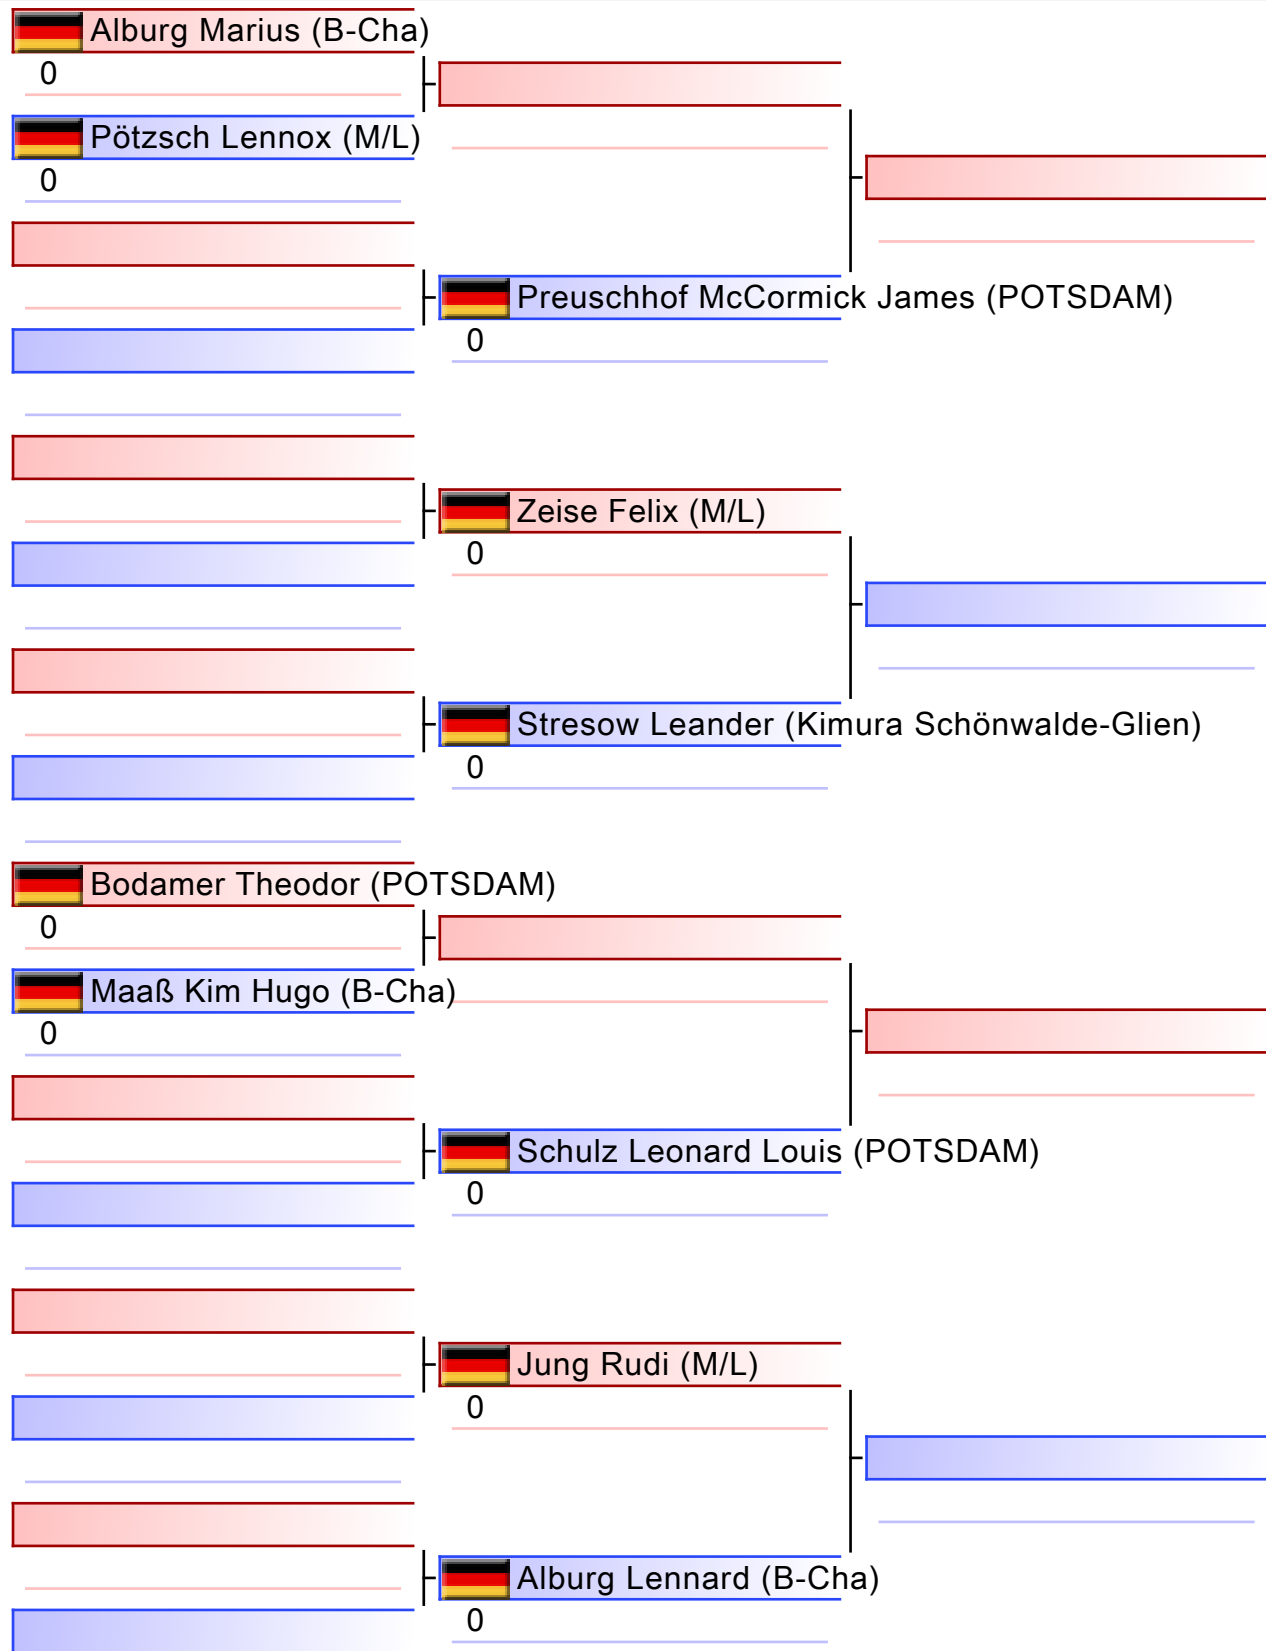 Alburg Marius (B-Cha)
0
Pötzsch Lennox (M/L)
0
Preuschhof McCormick James (POTSDAM)
0
Zeise Felix (M/L)
0
Stresow Leander (Kimura Schönwalde-Glien)
0
Bodamer Theodor (POTSDAM)
0
Maaß Kim Hugo (B-Cha)
0
Schulz Leonard Louis (POTSDAM)
0
Jung Rudi (M/L)
0
Alburg Lennard (B-Cha)
0